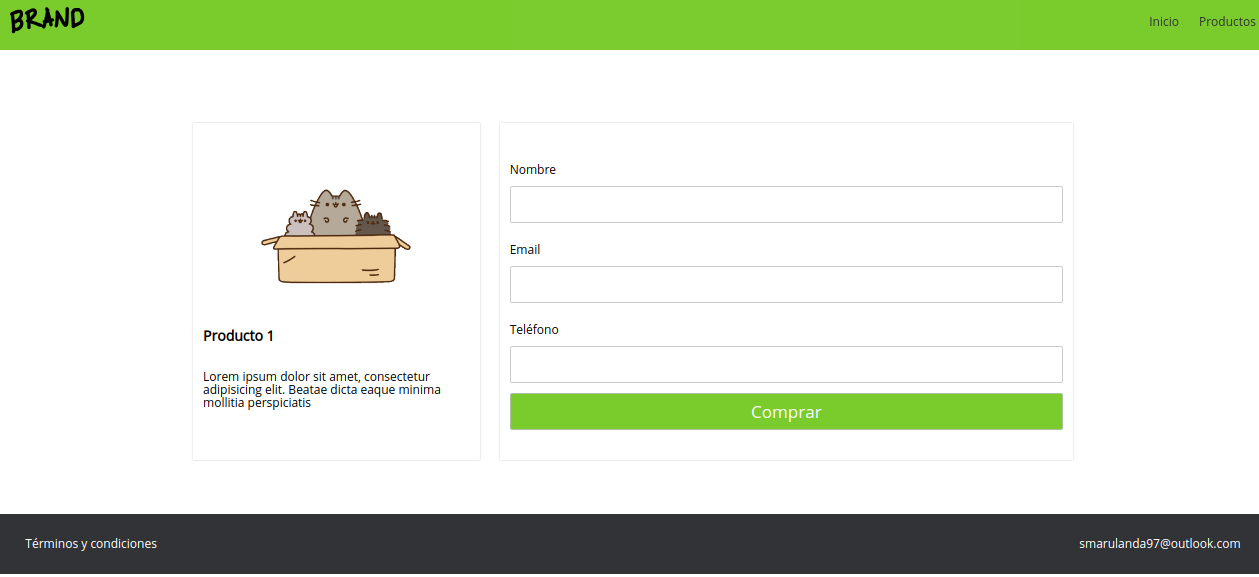 BRAND
Inicio Productos
Producto 1
Lorem ipsum dolor sit amet, consectetur
adipisicing elit. Beatae dicta eaque minima
mollitia perspiciatis
Nombre
Email
Teléfono
Comprar
Términos y condiciones
smarulanda97@outlook.com